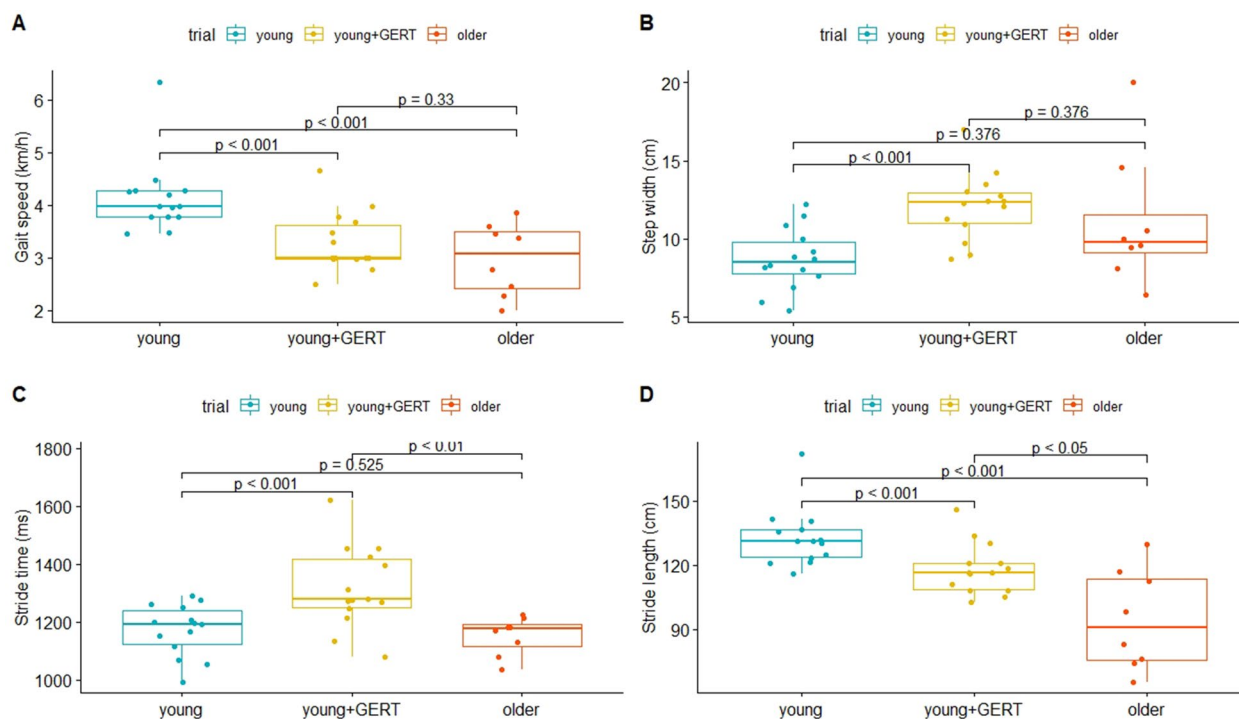 A
trial young young+GERT older
Gait speed (km/h)
6
5
4
3
2
p = 0.33
p < 0.001
p < 0.001
young young+GERT older
B
trial young young+GERT older
Step width (cm)
20
15
10
5
p = 0.376
p = 0.376
p < 0.001
young young+GERT older
C
trial young young+GERT older
Stride time (ms)
1800
1600
1400
1200
1000
p < 0.01
p = 0.525
p < 0.001
young young+GERT older
D
trial young young+GERT older
Stride length (cm)
150
120
90
p < 0.05
p < 0.001
p < 0.001
young young+GERT older